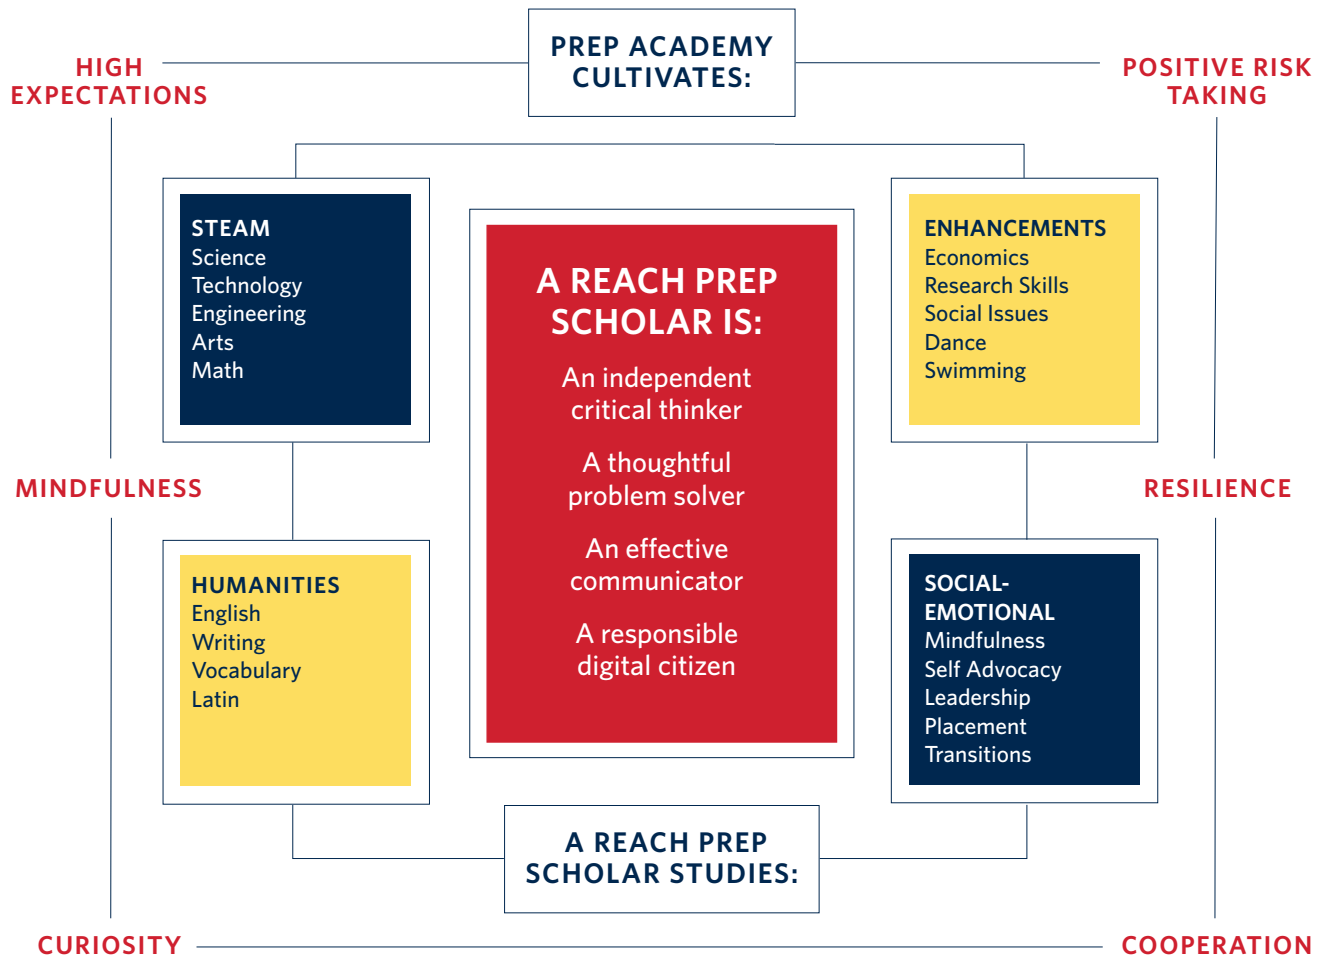 PREP ACADEMY
CULTIVATES:
HIGH
EXPECTATIONS
POSITIVE RISK
TAKING
MINDFULNESS
RESILIENCE
CURIOSITY
COOPERATION
STEAM
Science
Technology
Engineering
Arts
Math
A REACH PREP
SCHOLAR IS:
An independent
critical thinker
A thoughtful
problem solver
An effective
communicator
A responsible
digital citizen
ENHANCEMENTS
Economics
Research Skills
Social Issues
Dance
Swimming
HUMANITIES
English
Writing
Vocabulary
Latin
SOCIAL-
EMOTIONAL
Mindfulness
Self Advocacy
Leadership
Placement
Transitions
A REACH PREP
SCHOLAR STUDIES: